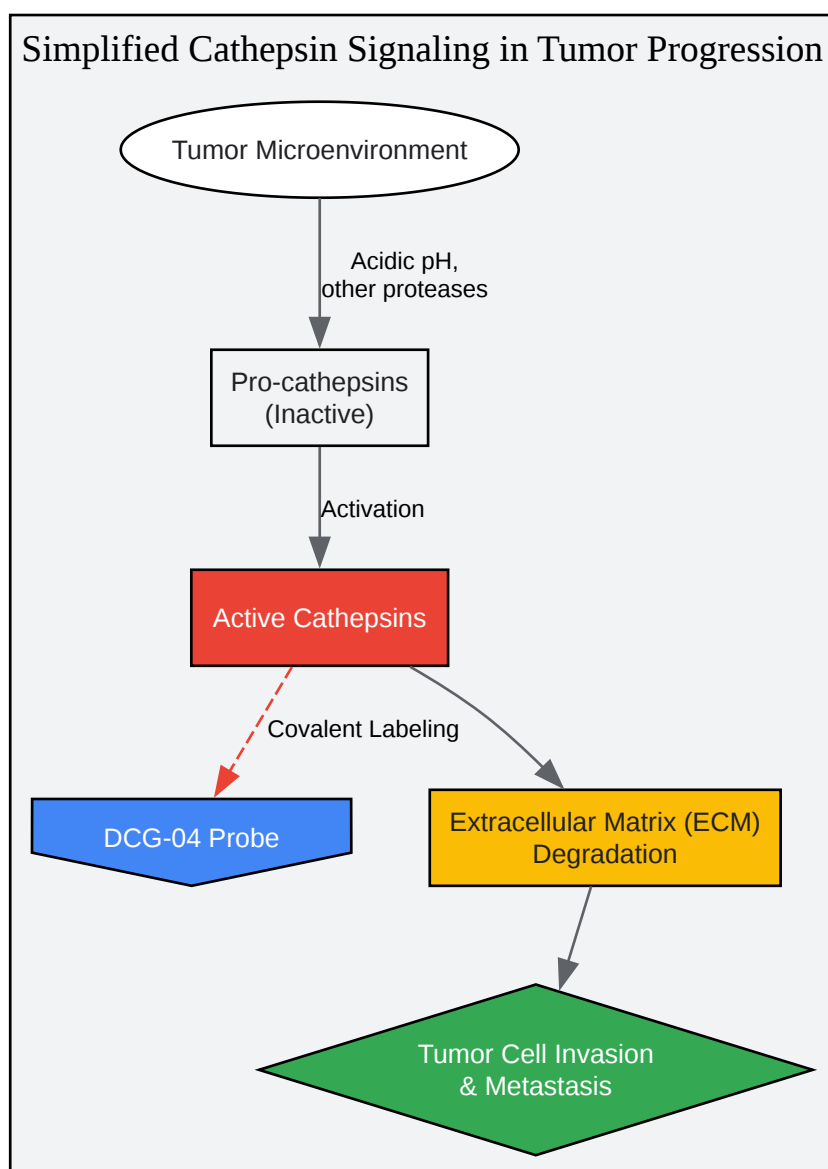 Simplified Cathepsin Signaling in Tumor Progression
Tumor Microenvironment
Acidic pH,
other proteases
Pro-cathepsins
(Inactive)
Activation
Active Cathepsins
Covalent Labeling
DCG-04 Probe
Extracellular Matrix (ECM)
Degradation
Tumor Cell Invasion
& Metastasis